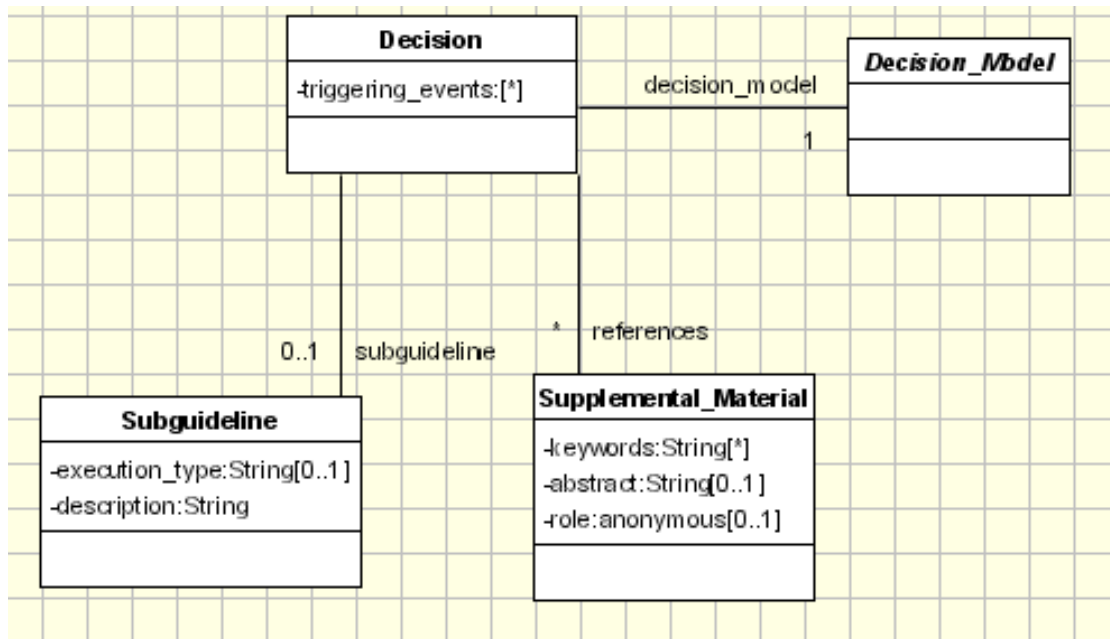 Decision
-triggering_events:[*]
decision_model
1
Decision_Model
0..1
subguideline
*
references
Subguideline
-execution_type:String[0..1]
-description:String
Supplemental_Material
-keywords:String[*]
-abstract:String[0..1]
-role:anonymous[0..1]